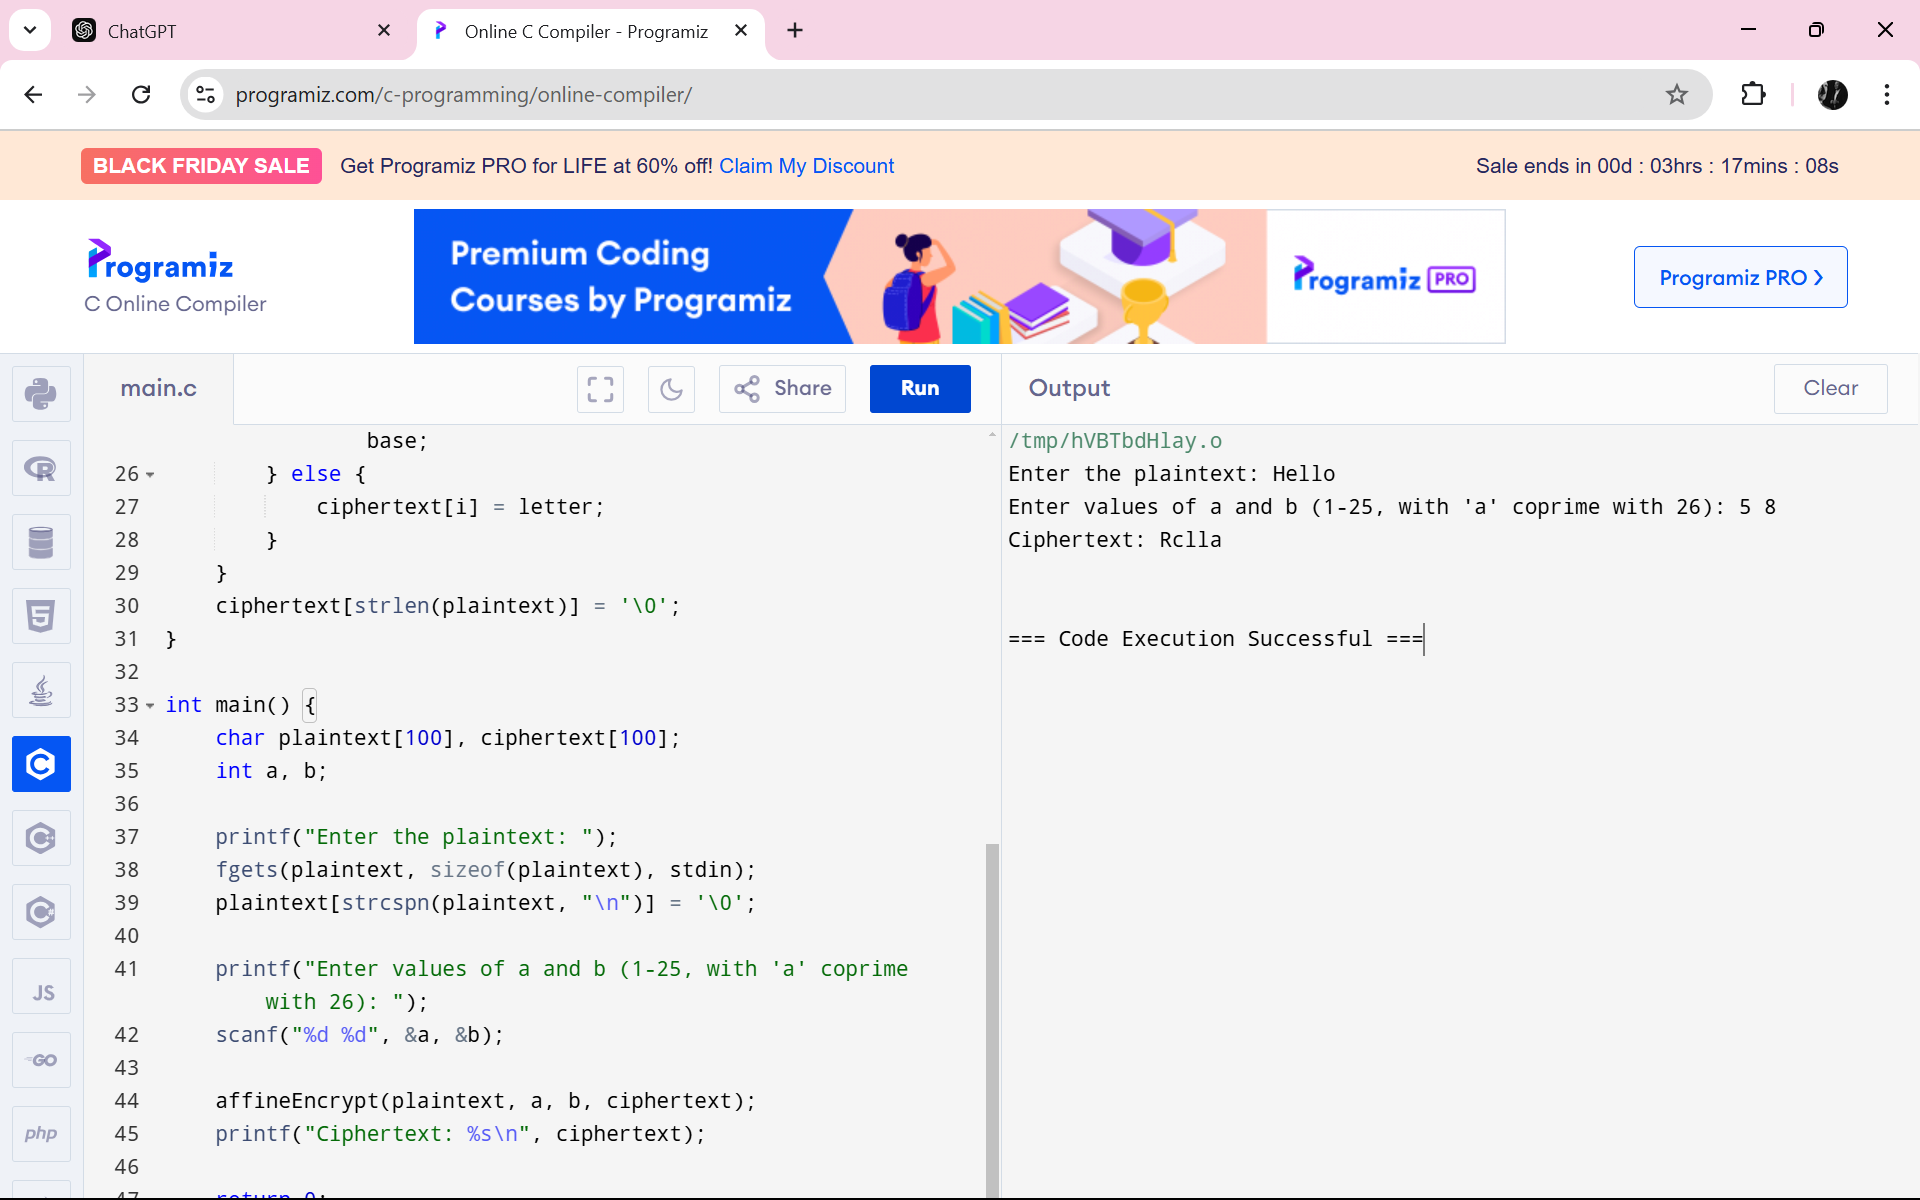 ChatGPT
Online C Compiler - Programiz
programiz.com/c-programming/online-compiler/
BLACK FRIDAY SALE Get Programiz PRO for LIFE at 60% off! Claim My Discount
Sale ends in 00d : 03hrs : 17mins : 08s
Programiz
C Online Compiler
Premium Coding
Courses by Programiz
Programiz PRO
Programiz PRO ›
main.c
Share
Run
Output
Clear
base;
26 } else {
27 ciphertext[i] = letter;
28 }
29 }
30 ciphertext[strlen(plaintext)] = '\0';
31 }
32
33 int main() {
34 char plaintext[100], ciphertext[100];
35 int a, b;
36
37 printf("Enter the plaintext: ");
38 fgets(plaintext, sizeof(plaintext), stdin);
39 plaintext[strcspn(plaintext, "\n")] = '\0';
40
41 printf("Enter values of a and b (1-25, with 'a' coprime
with 26): ");
42 scanf("%d %d", &a, &b);
43
44 affineEncrypt(plaintext, a, b, ciphertext);
45 printf("Ciphertext: %s\n", ciphertext);
46
47 return 0;
/tmp/hVBTbdHlay.o
Enter the plaintext: Hello
Enter values of a and b (1-25, with 'a' coprime with 26): 5 8
Ciphertext: Rclla
=== Code Execution Successful ===
JS
GO
php